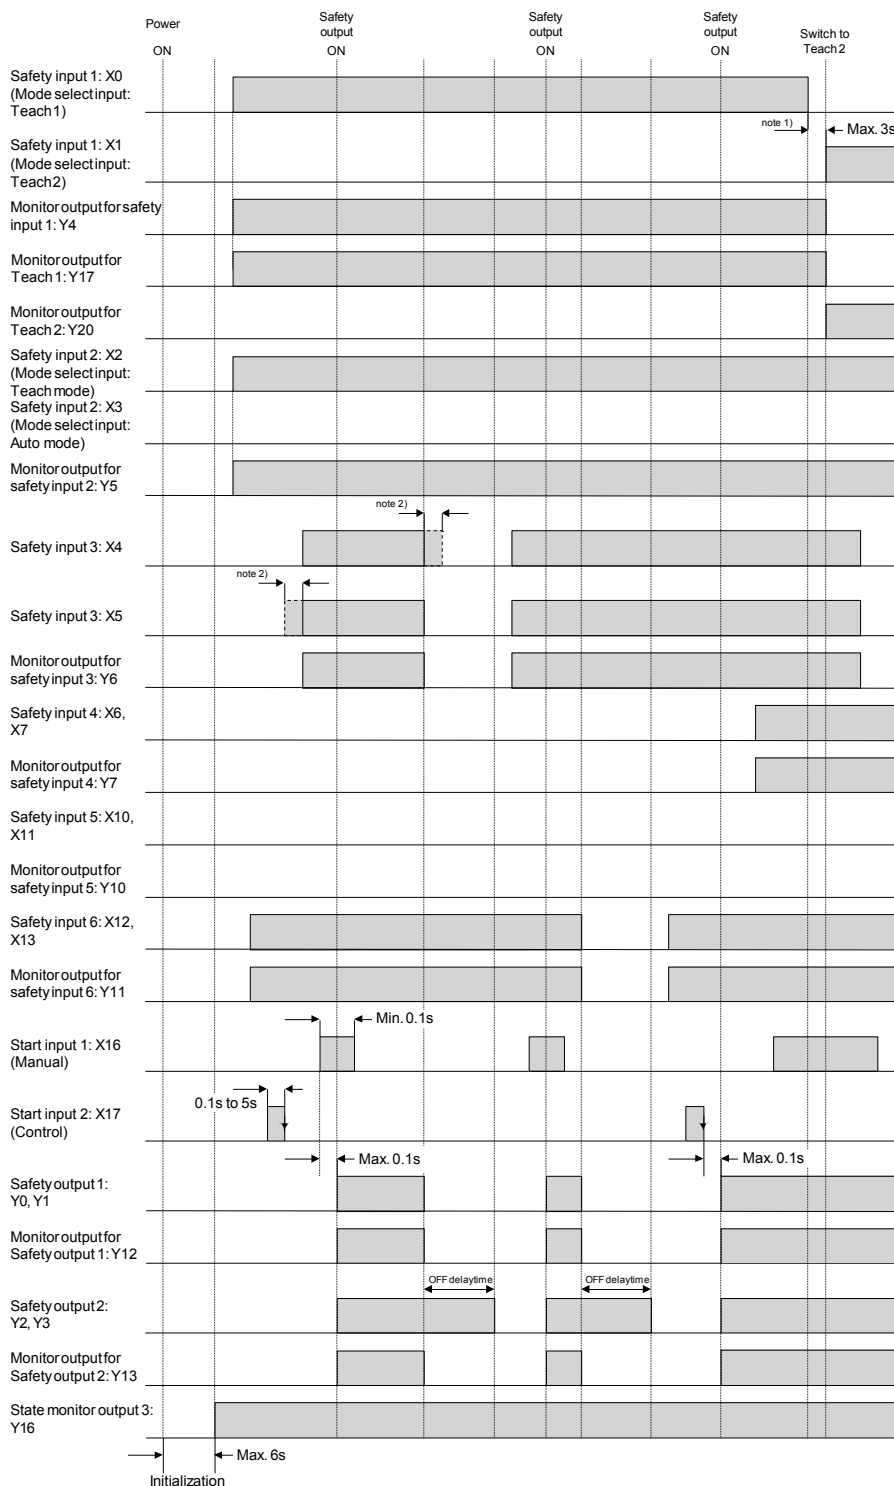 Power
ON
Safety
output
ON
Safety
output
ON
Safety
output
ON
Switch to
Teach 2
Safety input 1: X0
(Mode select input:
Teach 1)
note 1)
Max. 3s
Safety input 1: X1
(Mode select input:
Teach 2)
Monitor output for safety
input 1: Y4
Monitor output for
Teach 1: Y17
Monitor output for
Teach 2: Y20
Safety input 2: X2
(Mode select input:
Teach mode)
Safety input 2: X3
(Mode select input:
Auto mode)
Monitor output for
safety input 2: Y5
note 2)
Safety input 3: X4
note 2)
Safety input 3: X5
Monitor output for
safety input 3: Y6
Safety input 4: X6,
X7
Monitor output for
safety input 4: Y7
Safety input 5: X10,
X11
Monitor output for
safety input 5: Y10
Safety input 6: X12,
X13
Monitor output for
safety input 6: Y11
Min. 0.1s
Start input 1: X16
(Manual)
0.1s to 5s
Start input 2: X17
(Control)
Max. 0.1s
Max. 0.1s
Safety output 1:
Y0, Y1
Monitor output for
Safety output 1: Y12
OFF delay time
OFF delay time
Safety output 2:
Y2, Y3
Monitor output for
Safety output 2: Y13
State monitor output 3:
Y16
Max. 6s
Initialization